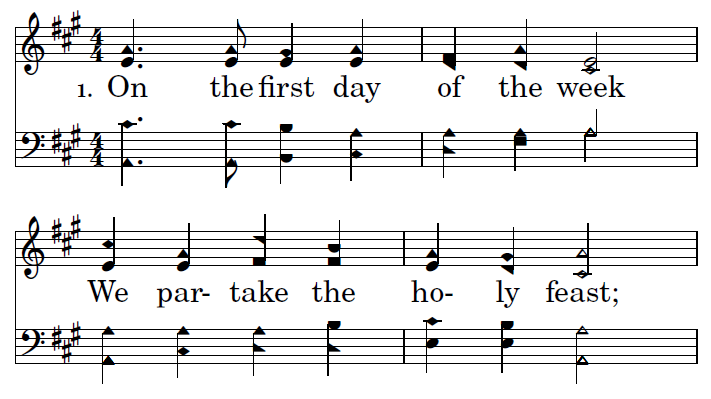 1. On the first day of the week
We par- take the ho- ly feast;